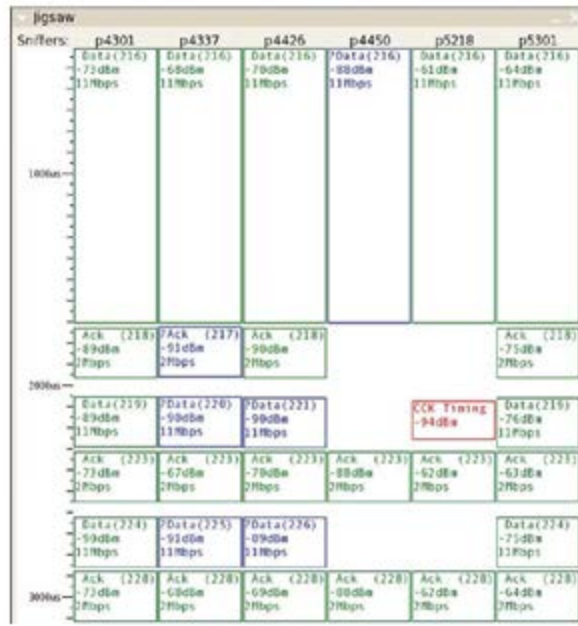 Jigsaw
Sniffers: p4301 p4337 p4426 p4450 p5218 p5301
Data(216) Data(216) Data(216) ?Data(216) Data(216) Data(216)
-73dBm -68dBm -70dBm -88dBm -61dBm -64dBm
11Mbps 11Mbps 11Mbps 11Mbps 11Mbps 11Mbps
1000us
Ack (218) ?Ack (217) Ack (218) Ack (218)
-89dBm -91dBm -90dBm -75dBm
2Mbps 2Mbps 2Mbps 2Mbps
2000us
Data(219) ?Data(220) ?Data(221) CCK Timing Data(219)
-89dBm -90dBm -90dBm -94dBm -76dBm
11Mbps 11Mbps 11Mbps 11Mbps
Ack (223) Ack (223) Ack (223) Ack (223) Ack (223) Ack (223)
-73dBm -67dBm -70dBm -88dBm -62dBm -63dBm
2Mbps 2Mbps 2Mbps 2Mbps 2Mbps 2Mbps
Data(224) ?Data(225) ?Data(226) Data(224)
-90dBm -91dBm -89dBm -75dBm
11Mbps 11Mbps 11Mbps 11Mbps
Ack (228) Ack (228) Ack (228) Ack (228) Ack (228) Ack (228)
3000us
-73dBm -68dBm -69dBm -88dBm -62dBm -64dBm
2Mbps 2Mbps 2Mbps 2Mbps 2Mbps 2Mbps